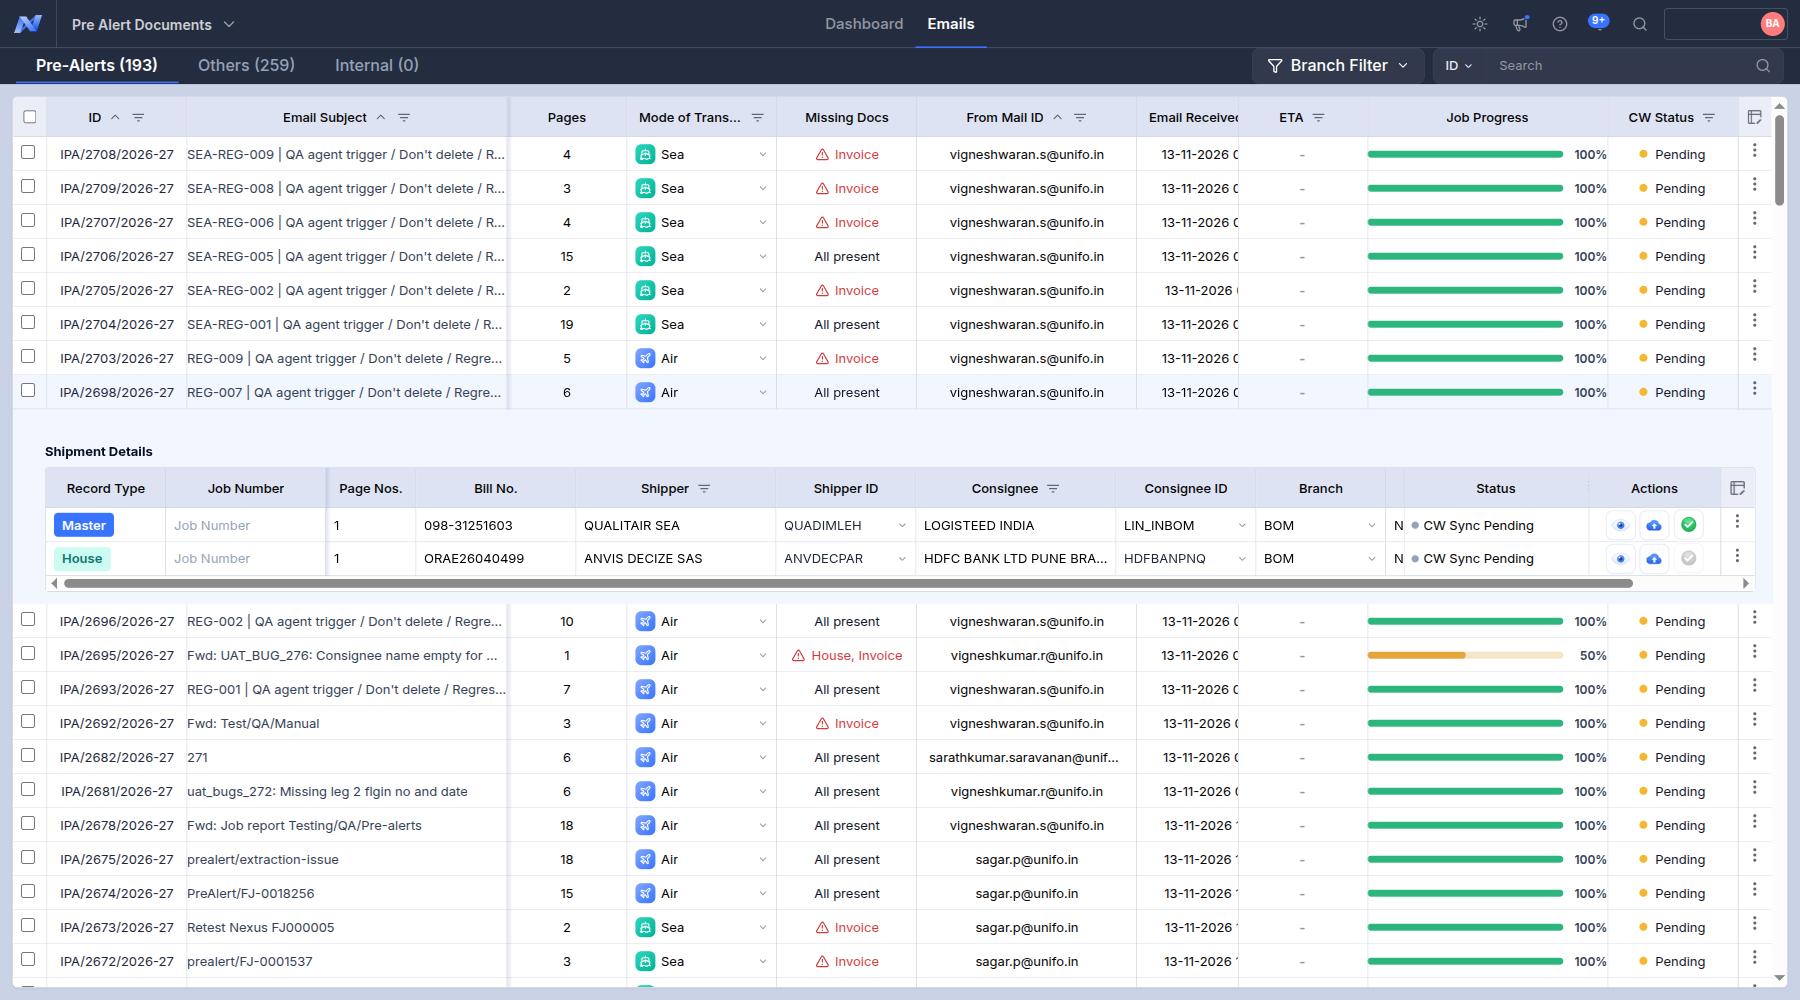 Pre Alert Documents
Dashboard Emails
9+
BA
Pre-Alerts (193) Others (259) Internal (0)
Branch Filter
ID Search
ID Email Subject Pages Mode of Trans... Missing Docs From Mail ID Email Received ETA Job Progress CW Status
IPA/2708/2026-27 SEA-REG-009 | QA agent trigger / Don't delete / R... 4 Sea Invoice vigneshwaran.s@unifo.in 13-11-2026 0 - 100% Pending
IPA/2709/2026-27 SEA-REG-008 | QA agent trigger / Don't delete / R... 3 Sea Invoice vigneshwaran.s@unifo.in 13-11-2026 0 - 100% Pending
IPA/2707/2026-27 SEA-REG-006 | QA agent trigger / Don't delete / R... 4 Sea Invoice vigneshwaran.s@unifo.in 13-11-2026 0 - 100% Pending
IPA/2706/2026-27 SEA-REG-005 | QA agent trigger / Don't delete / R... 15 Sea All present vigneshwaran.s@unifo.in 13-11-2026 0 - 100% Pending
IPA/2705/2026-27 SEA-REG-002 | QA agent trigger / Don't delete / R... 2 Sea Invoice vigneshwaran.s@unifo.in 13-11-2026 - 100% Pending
IPA/2704/2026-27 SEA-REG-001 | QA agent trigger / Don't delete / R... 19 Sea All present vigneshwaran.s@unifo.in 13-11-2026 0 - 100% Pending
IPA/2703/2026-27 REG-009 | QA agent trigger / Don't delete / Regre... 5 Air Invoice vigneshwaran.s@unifo.in 13-11-2026 0 - 100% Pending
IPA/2698/2026-27 REG-007 | QA agent trigger / Don't delete / Regre... 6 Air All present vigneshwaran.s@unifo.in 13-11-2026 0 - 100% Pending
Shipment Details
Record Type Job Number Page Nos. Bill No. Shipper Shipper ID Consignee Consignee ID Branch Status Actions
Master Job Number 1 098-31251603 QUALITAIR SEA QUADIMLEH LOGISTEED INDIA LIN_INBOM BOM N CW Sync Pending
House Job Number 1 ORAE26040499 ANVIS DECIZE SAS ANVDECPAR HDFC BANK LTD PUNE BRA... HDFBANPNQ BOM N CW Sync Pending
IPA/2696/2026-27 REG-002 | QA agent trigger / Don't delete / Regre... 10 Air All present vigneshwaran.s@unifo.in 13-11-2026 0 - 100% Pending
IPA/2695/2026-27 Fwd: UAT_BUG_276: Consignee name empty for ... 1 Air House, Invoice vigneshkumar.r@unifo.in 13-11-2026 0 - 50% Pending
IPA/2693/2026-27 REG-001 | QA agent trigger / Don't delete / Regres... 7 Air All present vigneshwaran.s@unifo.in 13-11-2026 0 - 100% Pending
IPA/2692/2026-27 Fwd: Test/QA/Manual 3 Air Invoice vigneshwaran.s@unifo.in 13-11-2026 0 - 100% Pending
IPA/2682/2026-27 271 6 Air All present sarathkumar.saravanan@unif... 13-11-2026 0 - 100% Pending
IPA/2681/2026-27 uat_bugs_272: Missing leg 2 flgin no and date 6 Air All present vigneshkumar.r@unifo.in 13-11-2026 0 - 100% Pending
IPA/2678/2026-27 Fwd: Job report Testing/QA/Pre-alerts 18 Air All present vigneshwaran.s@unifo.in 13-11-2026 - 100% Pending
IPA/2675/2026-27 prealert/extraction-issue 18 Air All present sagar.p@unifo.in 13-11-2026 - 100% Pending
IPA/2674/2026-27 PreAlert/FJ-0018256 15 Air All present sagar.p@unifo.in 13-11-2026 - 100% Pending
IPA/2673/2026-27 Retest Nexus FJ000005 2 Sea Invoice sagar.p@unifo.in 13-11-2026 - 100% Pending
IPA/2672/2026-27 prealert/FJ-0001537 3 Sea Invoice sagar.p@unifo.in 13-11-2026 - 100% Pending